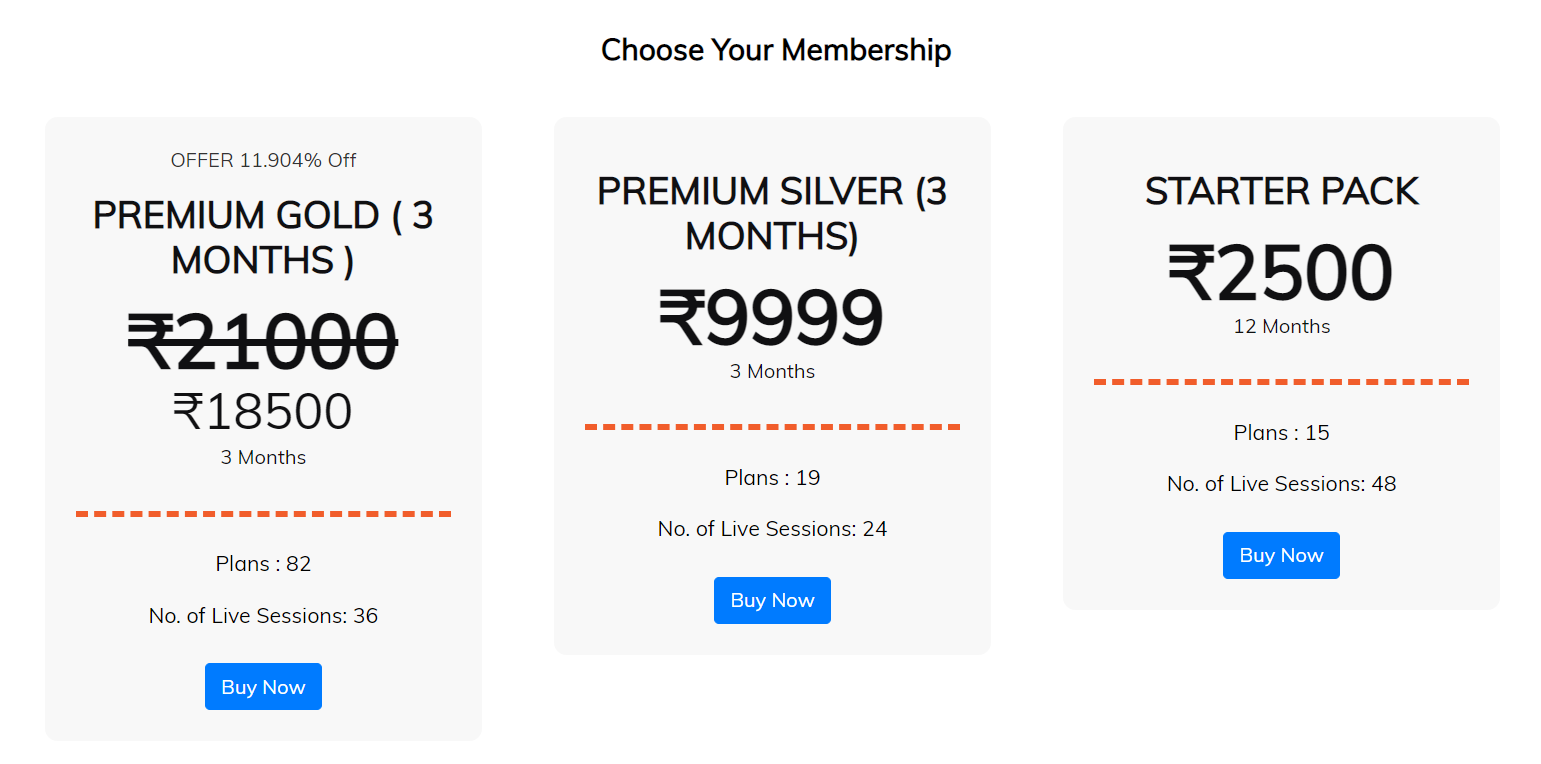 Choose Your Membership
OFFER 11.904% Off
PREMIUM GOLD ( 3
MONTHS )
₹21000
₹18500
3 Months
Plans : 82
No. of Live Sessions: 36
Buy Now
PREMIUM SILVER (3
MONTHS)
₹9999
3 Months
Plans : 19
No. of Live Sessions: 24
Buy Now
STARTER PACK
₹2500
12 Months
Plans : 15
No. of Live Sessions: 48
Buy Now